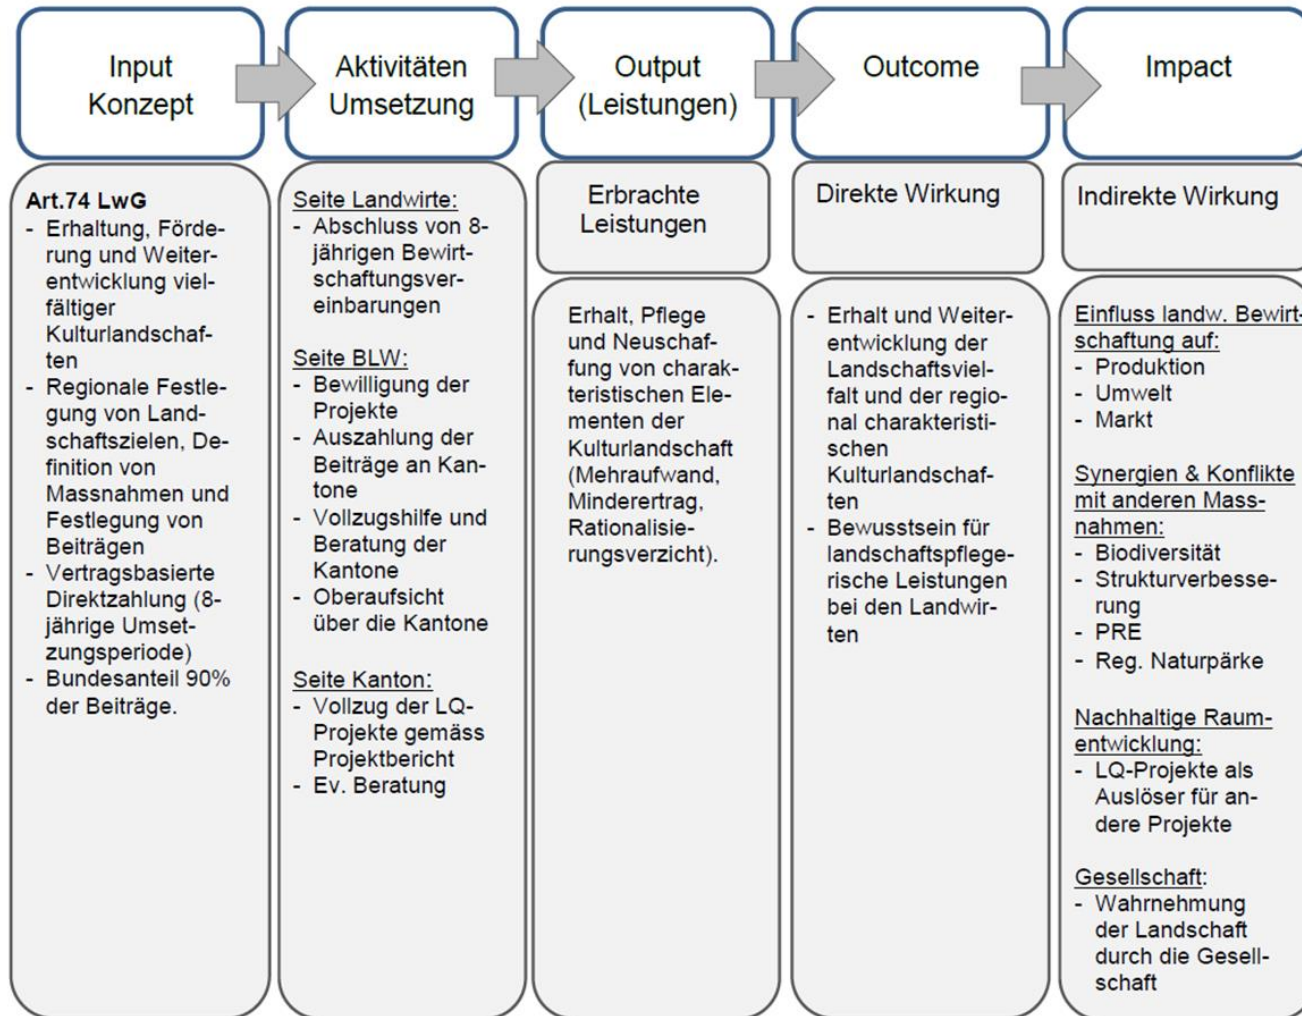 Input
Konzept
Aktivitäten
Umsetzung
Output
(Leistungen)
Outcome
Impact
Art.74 LwG
- Erhaltung, Förde-
rung und Weiter-
entwicklung viel-
fältiger
Kulturlandschaf-
ten
- Regionale Festle-
gung von Land-
schaftszielen, De-
finition von
Massnahmen und
Festlegung von
Beiträgen
- Vertragsbasierte
Direktzahlung (8-
jährige Umset-
zungsperiode)
- Bundesanteil 90%
der Beiträge.
Seite Landwirte:
- Abschluss von 8-
jährigen Bewirt-
schaftungsver-
einbarungen
Seite BLW:
- Bewilligung der
Projekte
- Auszahlung der
Beiträge an Kan-
tone
- Vollzugshilfe und
Beratung der
Kantone
- Oberaufsicht
über die Kantone
Seite Kanton:
- Vollzug der LQ-
Projekte gemäss
Projektbericht
- Ev. Beratung
Erbrachte
Leistungen
Erhalt, Pflege
und Neuschaf-
fung von charak-
teristischen Ele-
menten der
Kulturlandschaft
(Mehraufwand,
Minderertrag,
Rationalisie-
rungsverzicht).
Direkte Wirkung
- Erhalt und Weiter-
entwicklung der
Landschaftsviel-
falt und der regio-
nal charakteristi-
schen
Kulturlandschaf-
ten
- Bewusstsein für
landschaftspflege-
rische Leistungen
bei den Landwir-
ten
Indirekte Wirkung
Einfluss landw. Bewirt-
schaftung auf:
- Produktion
- Umwelt
- Markt
Synergien & Konflikte
mit anderen Mass-
nahmen:
- Biodiversität
- Strukturverbesse-
rung
- PRE
- Reg. Naturpärke
Nachhaltige Raum-
entwicklung:
- LQ-Projekte als
Auslöser für an-
dere Projekte
Gesellschaft:
- Wahrnehmung
der Landschaft
durch die Gesell-
schaft